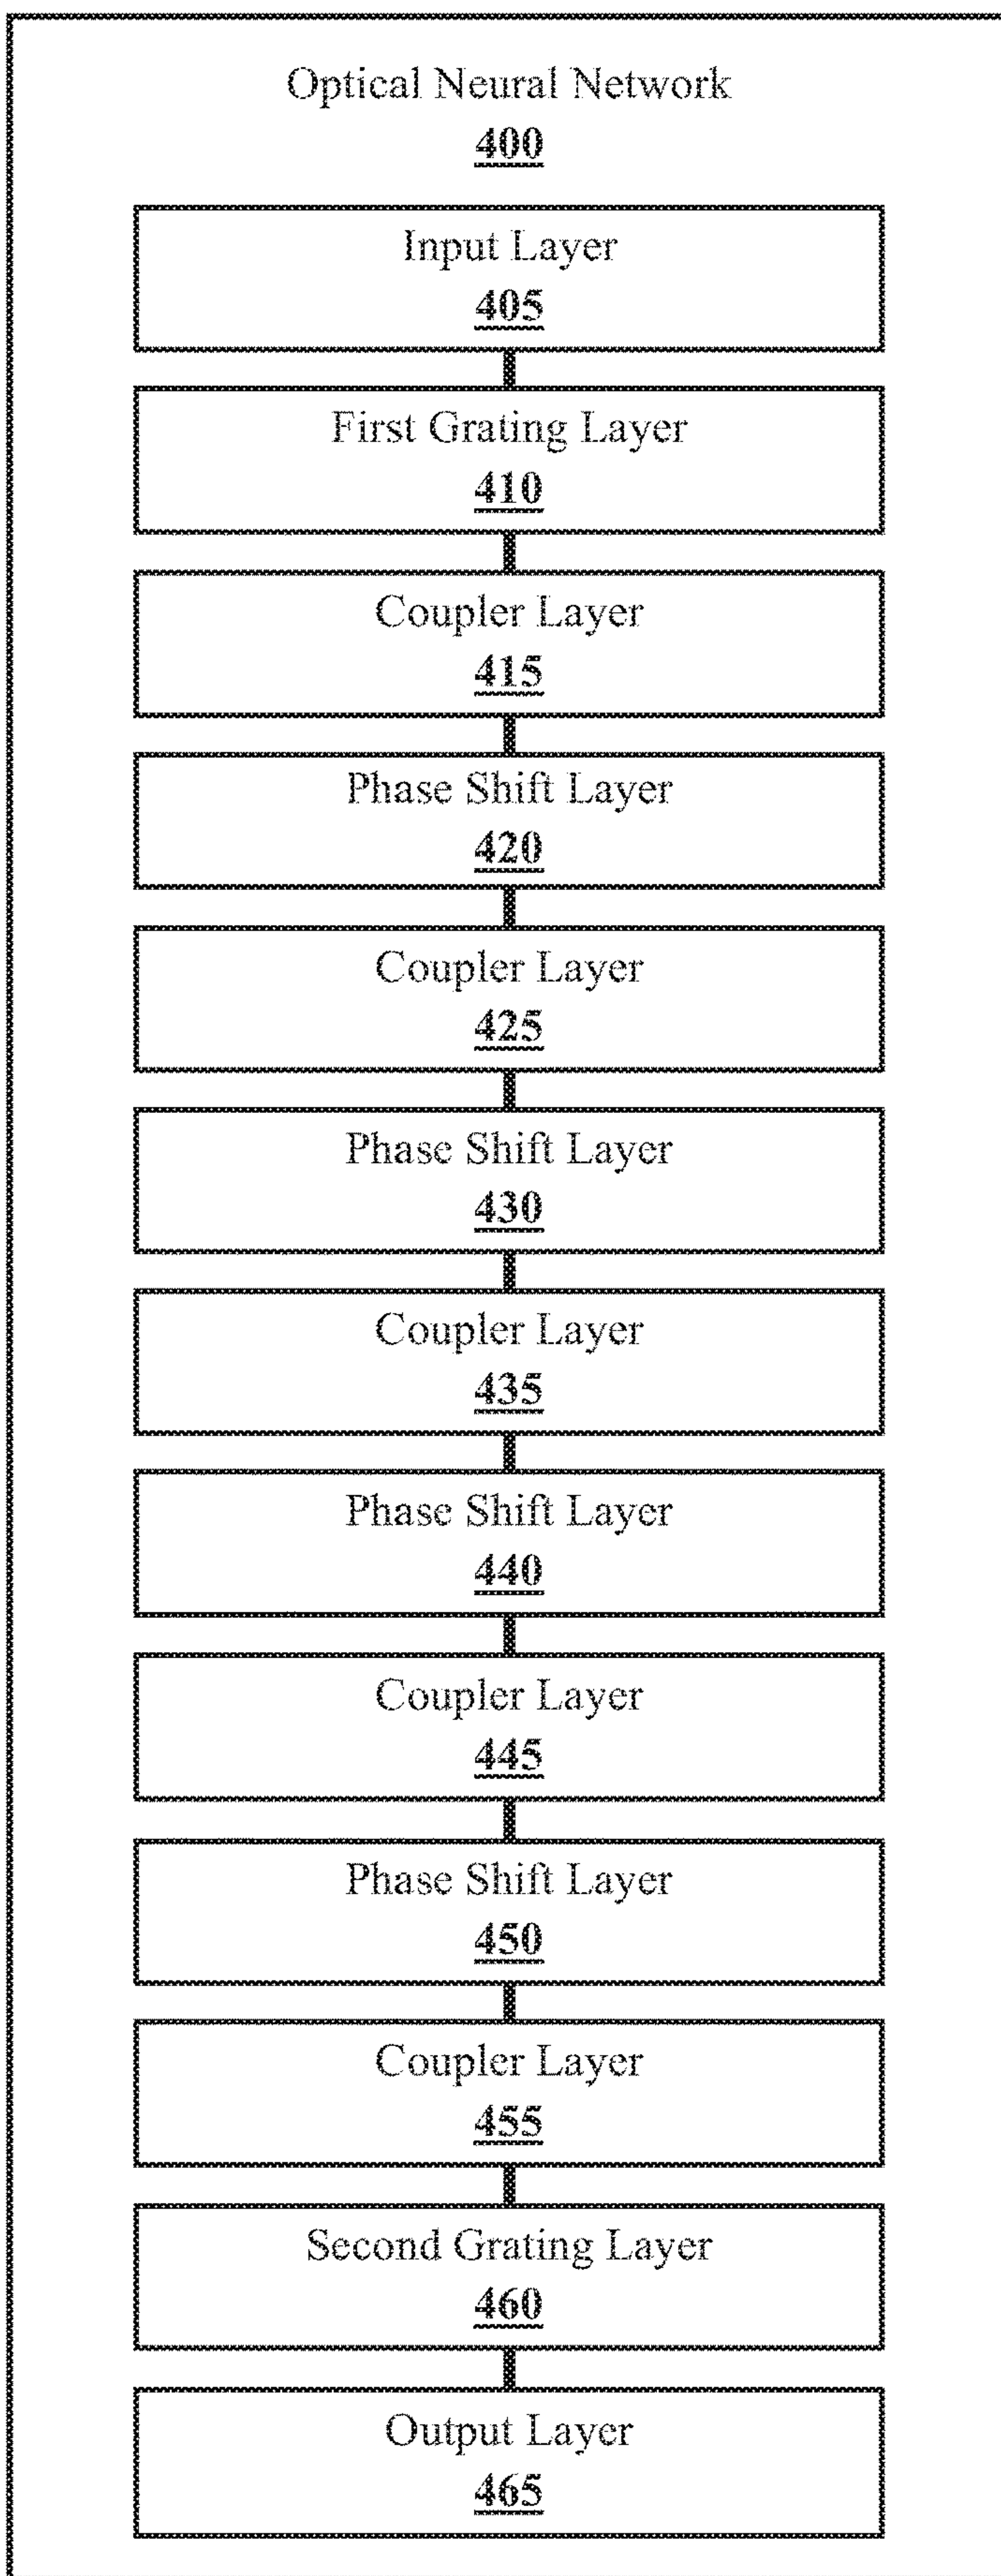 Optical Neural Network
400
Input Layer
405
First Grating Layer
410
Coupler Layer
415
Phase Shift Layer
420
Coupler Layer
425
Phase Shift Layer
430
Coupler Layer
435
Phase Shift Layer
440
Coupler Layer
445
Phase Shift Layer
450
Coupler Layer
455
Second Grating Layer
460
Output Layer
465